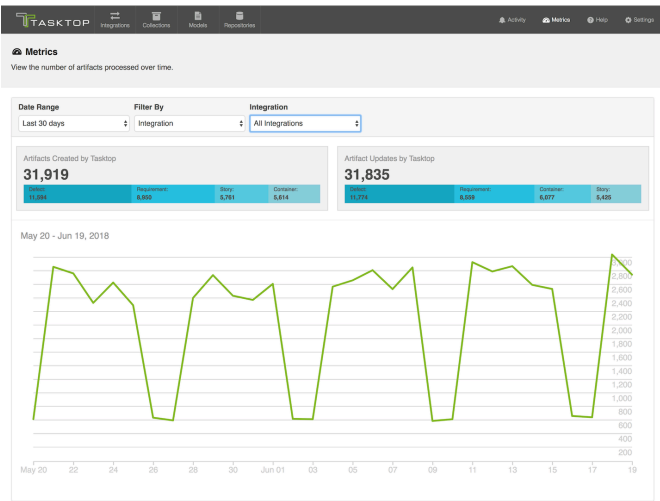 TASKTOP
Integrations
Collections
Models
Repositories
Activity
Metrics
Help
Settings
Metrics
View the number of artifacts processed over time.
Date Range
Filter By
Integration
Last 30 days
Integration
All Integrations
Artifacts Created by Tasktop
31,919
Defect:
Requirement:
Story:
Container:
5,761
5,614
Artifact Updates by Tasktop
31,835
Defect:
Requirement:
Container:
Story:
11,774
8,559
6,077
5,425
May 20 - Jun 19, 2018
2,800
2,600
2,400
2,200
2,000
1,800
1,600
1,400
1,200
1,000
800
600
400
200
May 20
22
24
26
28
30
Jun 01
03
05
07
09
11
13
15
17
19